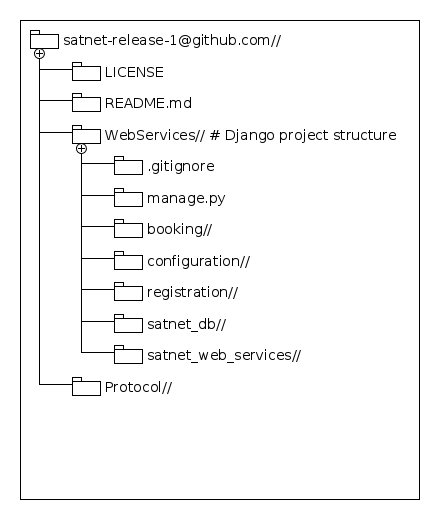 satnet-release-1@github.com//
LICENSE
README.md
WebServices// # Django project structure
.gitignore
manage.py
booking//
configuration//
registration//
satnet_db//
satnet_web_services//
Protocol//